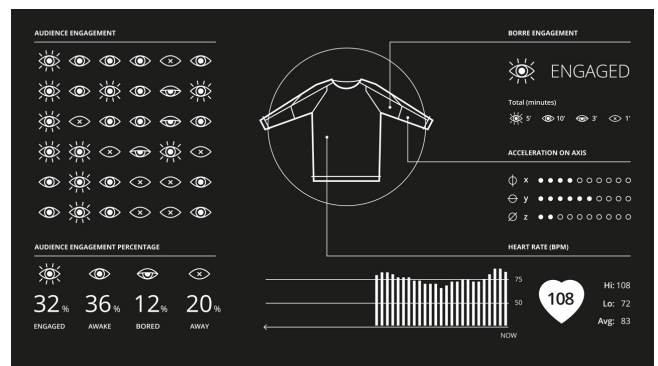 AUDIENCE ENGAGEMENT
BORRE ENGAGEMENT
ENGAGED
Total (minutes)
5' 10' 3' 1'
ACCELERATION ON AXIS
x
y
z
AUDIENCE ENGAGEMENT PERCENTAGE
32% 36% 12% 20%
ENGAGED AWAKE BORED AWAY
HEART RATE (BPM)
75
50
NOW
108
Hi: 108
Lo: 72
Avg: 83